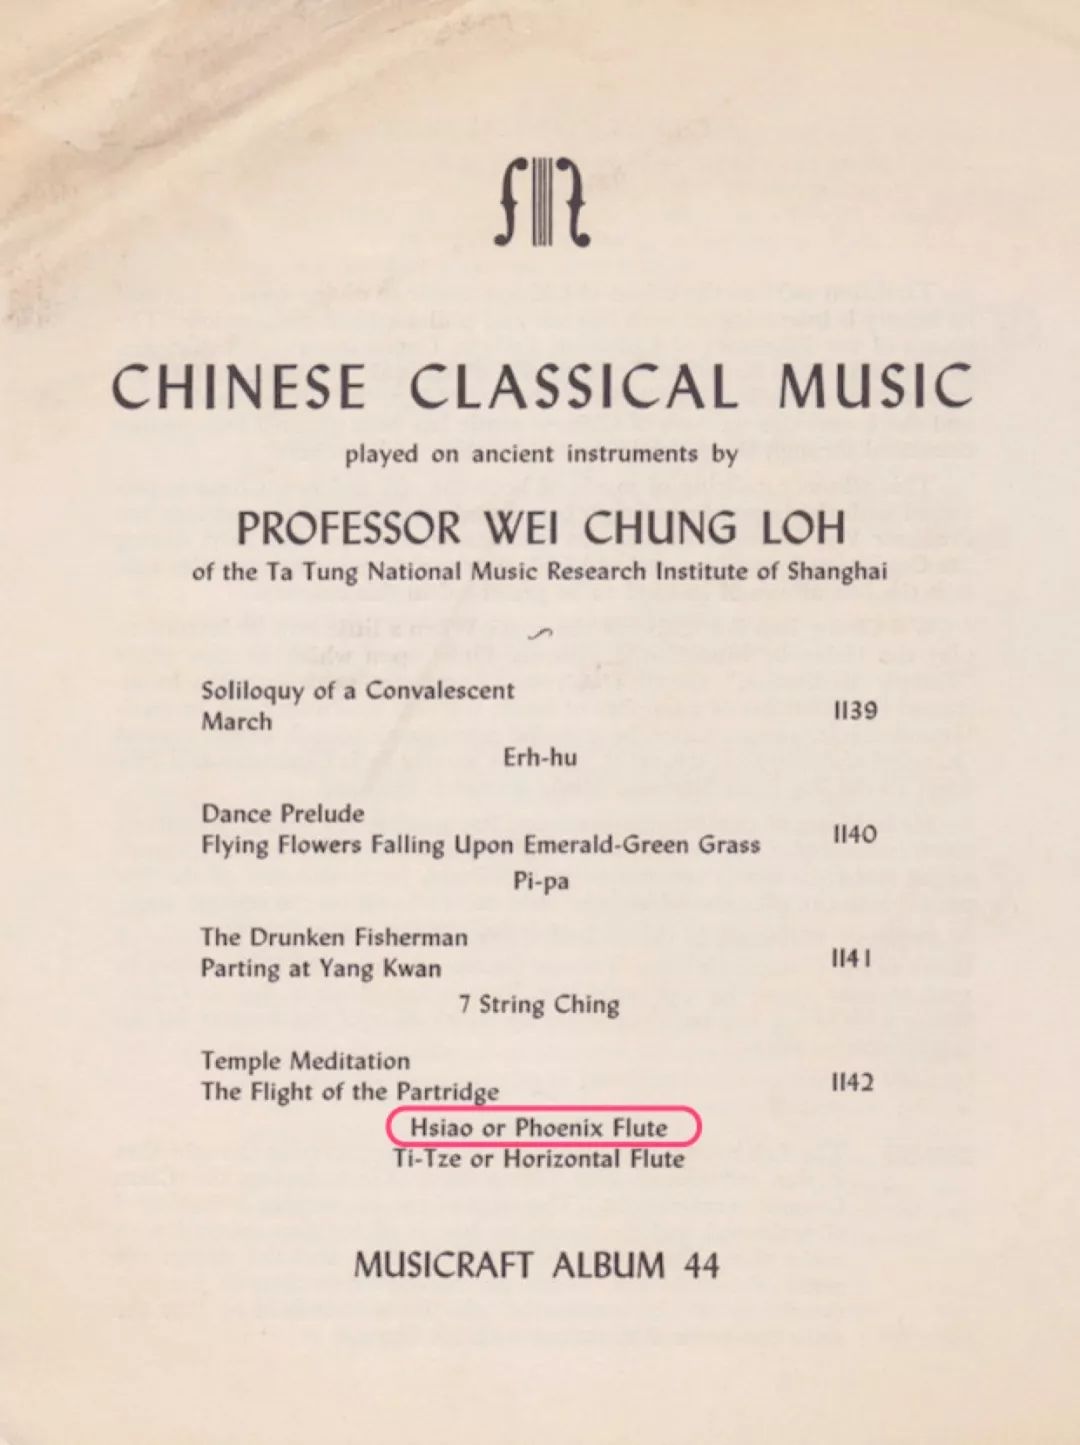 CHINESE CLASSICAL MUSIC
played on ancient instruments by
PROFESSOR WEI CHUNG LOH
of the Ta Tung National Music Research Institute of Shanghai
Soliloquy of a Convalescent
March
1139
Erh-hu
Dance Prelude
Flying Flowers Falling Upon Emerald-Green Grass
1140
Pi-pa
The Drunken Fisherman
Parting at Yang Kwan
1141
7 String Ching
Temple Meditation
The Flight of the Partridge
1142
Hsiao or Phoenix Flute
Ti-Tze or Horizontal Flute
MUSICRAFT ALBUM 44